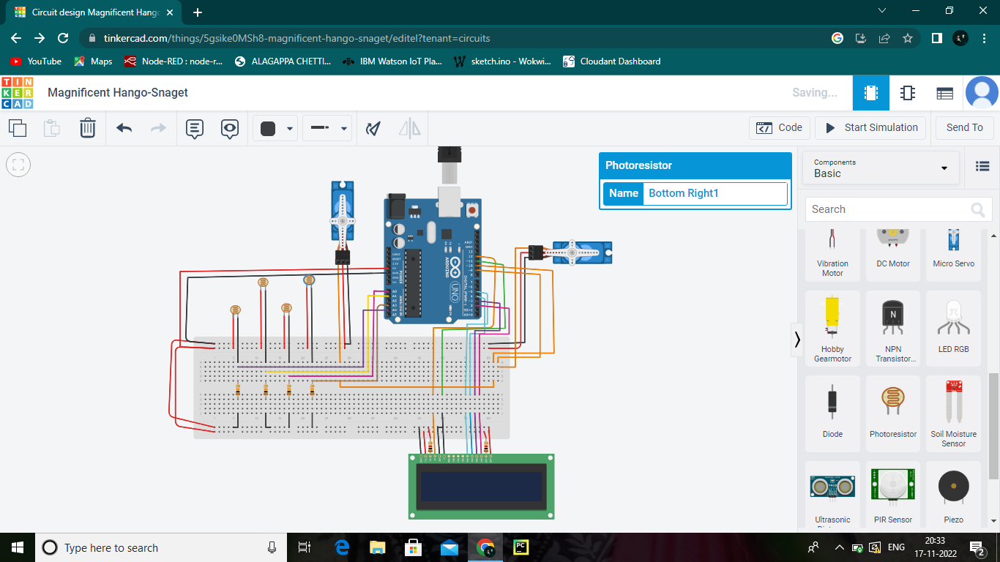 Circuit design Magnificent Hang
tinkercad.com/things/5gsike0MSh8-magnificent-hango-snaget/editel?tenant=circuits
YouTube
Maps
Node-RED : node-r...
ALAGAPPA CHETTI...
IBM Watson IoT Pla...
sketch.ino - Wokwi...
Cloudant Dashboard
TIN
KER
CAD
Magnificent Hango-Snaget
Saving...
Code
Start Simulation
Send To
Photoresistor
Name
Bottom Right1
Components
Basic
Search
Vibration
Motor
DC Motor
Micro Servo
Hobby
Gearmotor
N
NPN
Transistor...
LED RGB
Diode
Photoresistor
Soil Moisture
Sensor
Ultrasonic
PIR Sensor
Piezo
ARDUINO
UNO
Type here to search
PC
ENG
20:33
17-11-2022
2